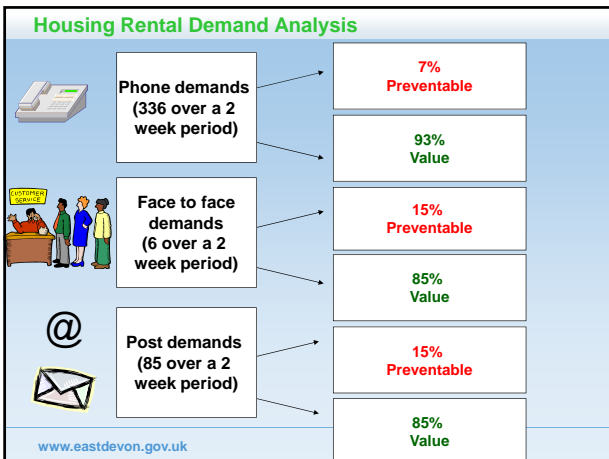 Housing Rental Demand Analysis
Phone demands
(336 over a 2
week period)
7%
Preventable
93%
Value
CUSTOMER
SERVICE
Face to face
demands
(6 over a 2
week period)
15%
Preventable
85%
Value
@
Post demands
(85 over a 2
week period)
15%
Preventable
85%
Value
www.eastdevon.gov.uk